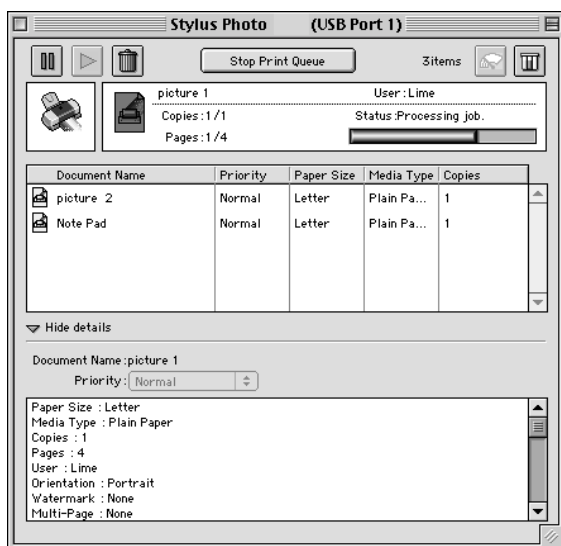 Stylus Photo (USB Port 1)
Stop Print Queue 3items
picture 1 User:Lime
Copies:1/1 Status:Processing job.
Pages:1/4
Document Name Priority Paper Size Media Type Copies
picture 2 Normal Letter Plain Pa... 1
Note Pad Normal Letter Plain Pa... 1
Hide details
Document Name:picture 1
Priority: Normal
Paper Size : Letter
Media Type : Plain Paper
Copies : 1
Pages : 4
User : Lime
Orientation : Portrait
Watermark : None
Multi-Page : None